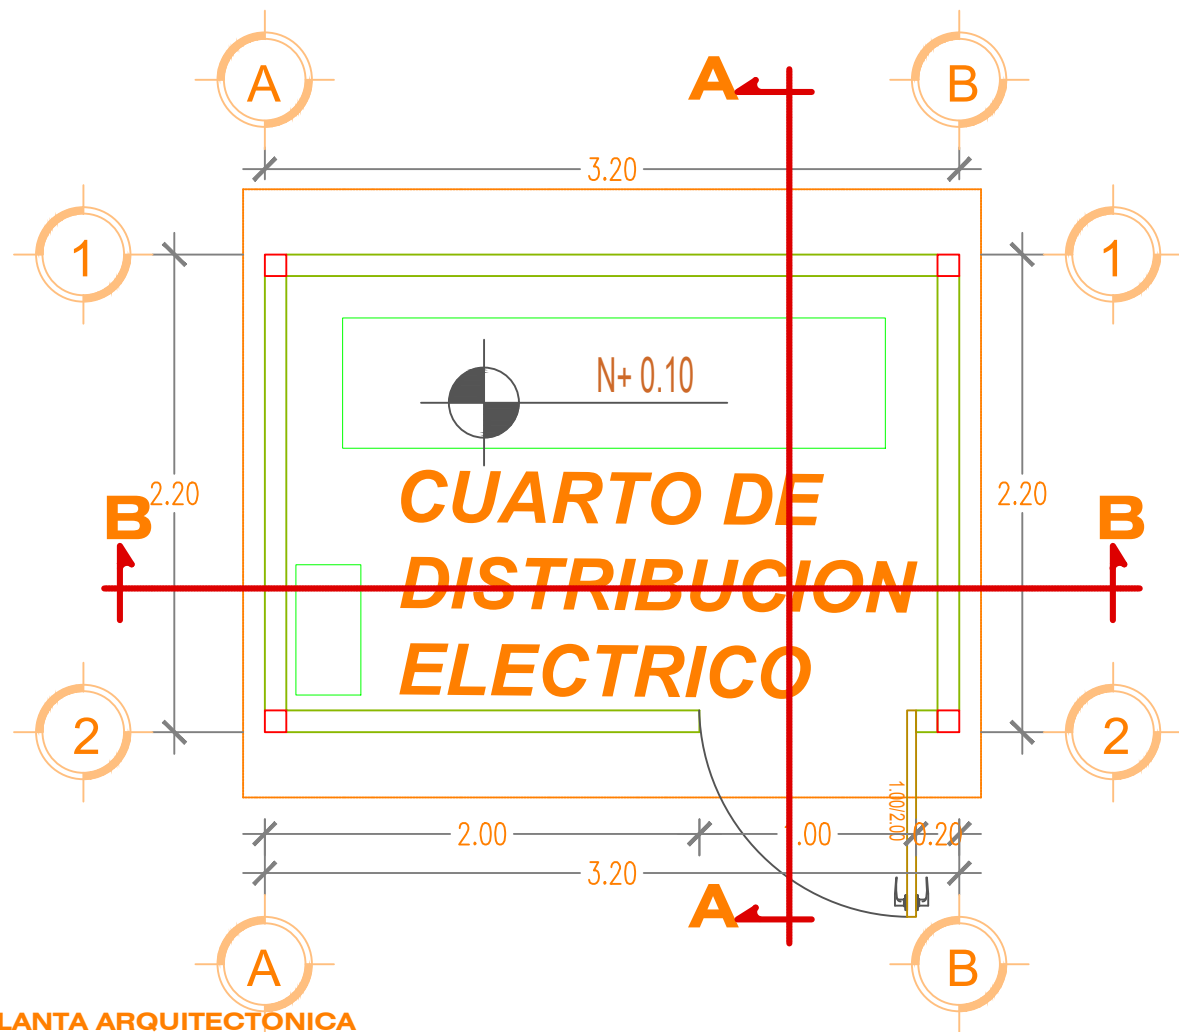 A
A
B
3.20
1
1
N+ 0.10
CUARTO DE
2.20
2.20
B
B
DISTRIBUCION
ELECTRICO
2
2
1.00/2.00
2.00
1.00
0.20
3.20
A
A
B
LANTA ARQUITECTONICA